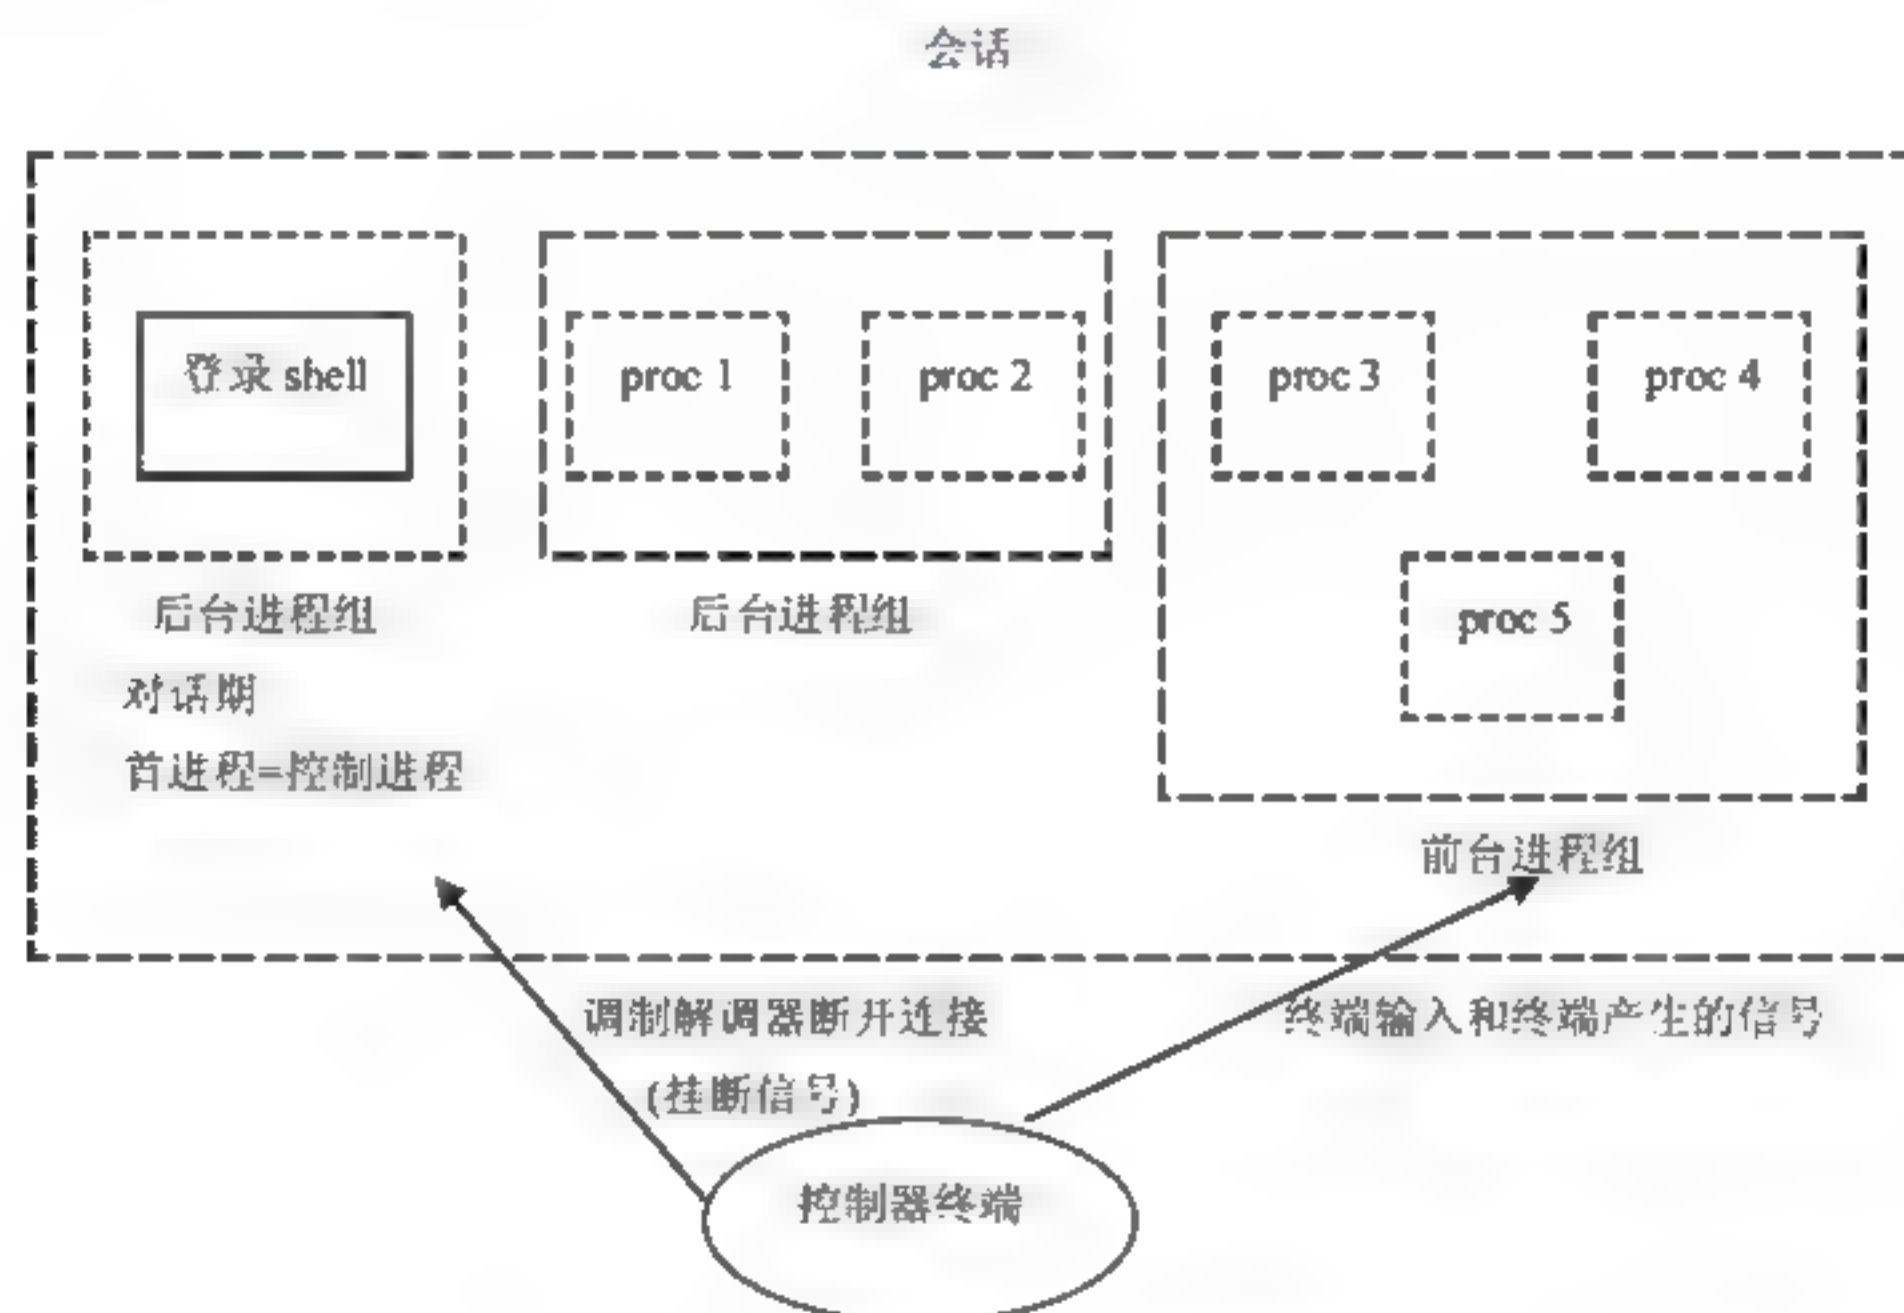 会话
登录 shell
proc 1
proc 2
proc 3
proc 4
proc 5
后台进程组
后台进程组
对话期
首进程=控制进程
前台进程组
调制解调器断开连接
(挂断信号)
终端输入和终端产生的信号
控制器终端